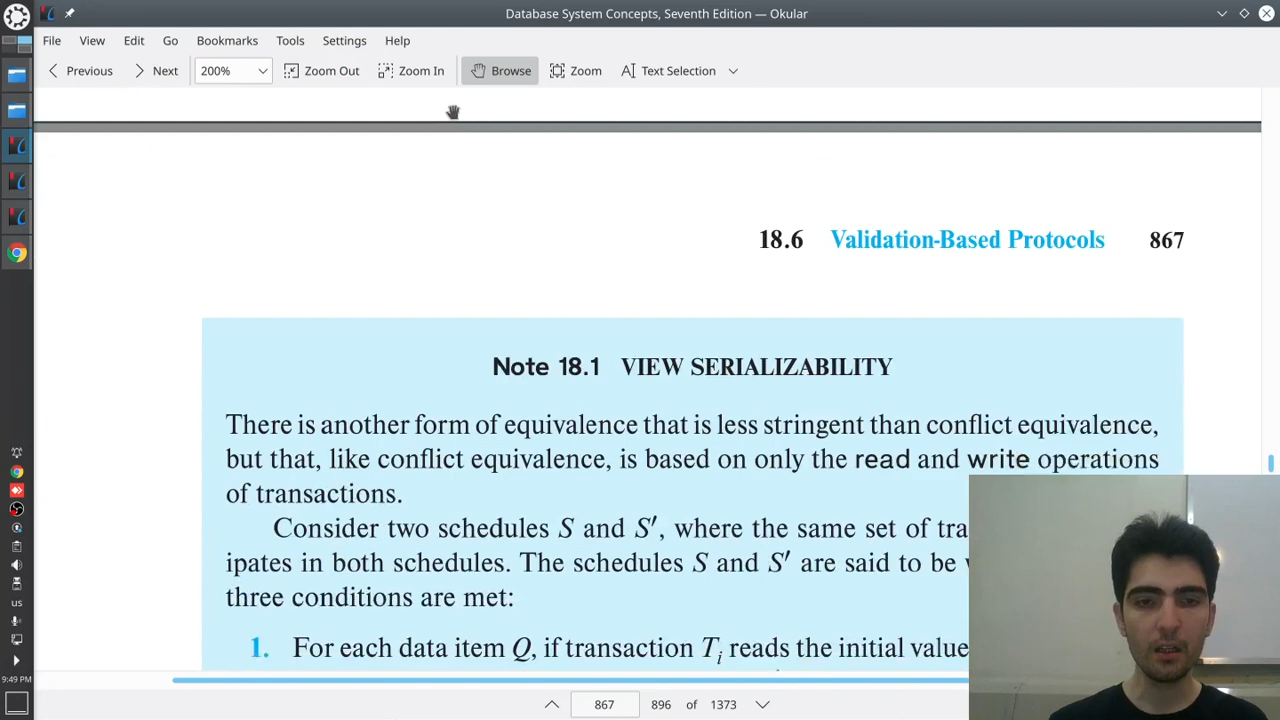 Database System Concepts, Seventh Edition — Okular
File View Edit Go Bookmarks Tools Settings Help
Previous Next 200% Zoom Out Zoom In Browse Zoom Text Selection
18.6 Validation-Based Protocols 867
Note 18.1 VIEW SERIALIZABILITY
There is another form of equivalence that is less stringent than conflict equivalence,
but that, like conflict equivalence, is based on only the read and write operations
of transactions.
Consider two schedules S and S′, where the same set of tra
ipates in both schedules. The schedules S and S′ are said to be
three conditions are met:
1. For each data item Q, if transaction Ti reads the initial value
us
9:49 PM
867 896 of 1373